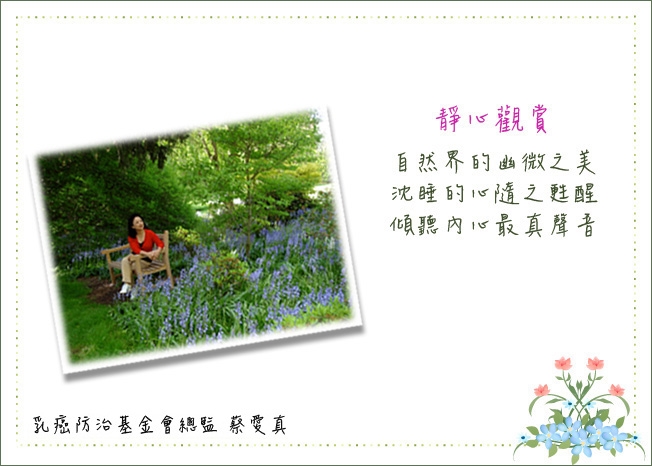 靜心觀賞
自然界的幽微之美
沈睡的心隨之甦醒
傾聽內心最真聲音
乳癌防治基金會總監 蔡愛真